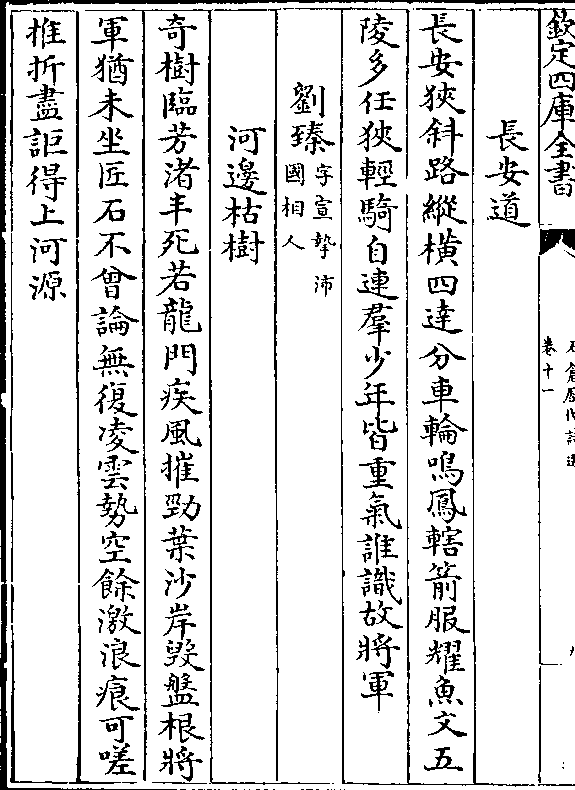 欽定四庫全書
石倉歷代詩選
卷十一
長安道
長安狹斜路縱橫四達分車輪鳴鳳轄箭服耀魚文五
陵多任狹輕騎自連羣少年皆重氣誰識故將軍
劉臻
字宣摯沛
國相人
河邊枯樹
奇樹臨芳渚半死若龍門疾風摧勁葉沙岸毀盤根將
軍猶未坐匠石不曾論無復凌雲勢空餘激浪痕可嗟
椎折盡詎得上河源